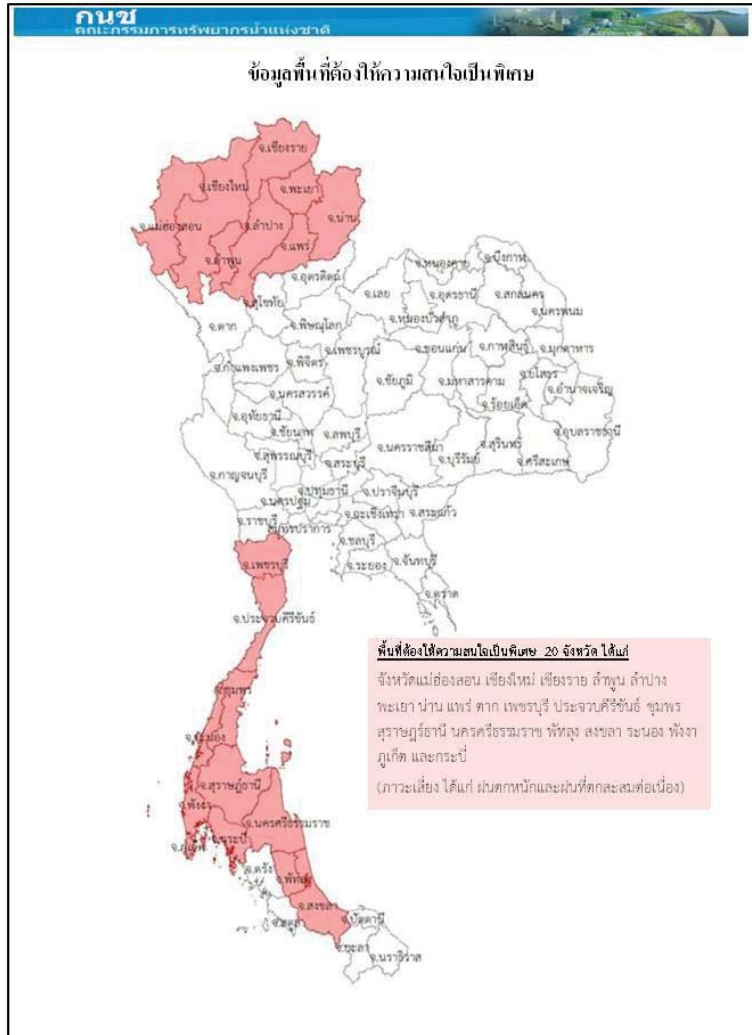 กนช
คณะกรรมการทรัพยากรน้ำแห่งชาติ
ข้อมูลพื้นที่ต้องให้ความสนใจเป็นพิเศษ
จ.เชียงราย
จ.เชียงใหม่
จ.พะเยา
จ.น่าน
จ.แม่ฮ่องสอน
จ.ลำปาง
จ.แพร่
จ.ลำพูน
จ.อุตรดิตถ์
จ.หนองคาย
จ.บึงกาฬ
จ.เลย
จ.อุดรธานี
จ.สกลนคร
จ.นครพนม
จ.สุโขทัย
จ.ตาก
จ.พิษณุโลก
จ.หนองบัวลำภู
จ.เพชรบูรณ์
จ.ขอนแก่น
จ.กาฬสินธุ์
จ.มุกดาหาร
จ.กำแพงเพชร
จ.พิจิตร
จ.ชัยภูมิ
จ.มหาสารคาม
จ.ยโสธร
จ.อำนาจเจริญ
จ.นครสวรรค์
จ.ร้อยเอ็ด
จ.อุทัยธานี
จ.ชัยนาท
จ.ลพบุรี
จ.นครราชสีมา
จ.สุรินทร์
จ.อุบลราชธานี
จ.สุพรรณบุรี
จ.สระบุรี
จ.บุรีรัมย์
จ.ศรีสะเกษ
จ.กาญจนบุรี
จ.ปทุมธานี
จ.ปราจีนบุรี
จ.นครปฐม
จ.ฉะเชิงเทรา
จ.สระแก้ว
จ.ราชบุรี
สมุทรปราการ
จ.ชลบุรี
จ.เพชรบุรี
จ.ระยอง
จ.จันทบุรี
จ.ตราด
จ.ประจวบคีรีขันธ์
พื้นที่ต้องให้ความสนใจเป็นพิเศษ 20 จังหวัด ได้แก่
จังหวัดแม่ฮ่องสอน เชียงใหม่ เชียงราย ลำพูน ลำปาง
พะเยา น่าน แพร่ ตาก เพชรบุรี ประจวบคีรีขันธ์ ชุมพร
สุราษฎร์ธานี นครศรีธรรมราช พัทลุง สงขลา ระนอง พังงา
ภูเก็ต และกระบี่
(ภาวะเสี่ยง ได้แก่ ฝนตกหนักและฝนที่ตกสะสมต่อเนื่อง)
จ.ชุมพร
จ.ระนอง
จ.สุราษฎร์ธานี
จ.พังงา
จ.นครศรีธรรมราช
จ.กระบี่
จ.ภูเก็ต
จ.ตรัง
จ.พัทลุง
จ.สงขลา
จ.สตูล
จ.ปัตตานี
จ.ยะลา
จ.นราธิวาส